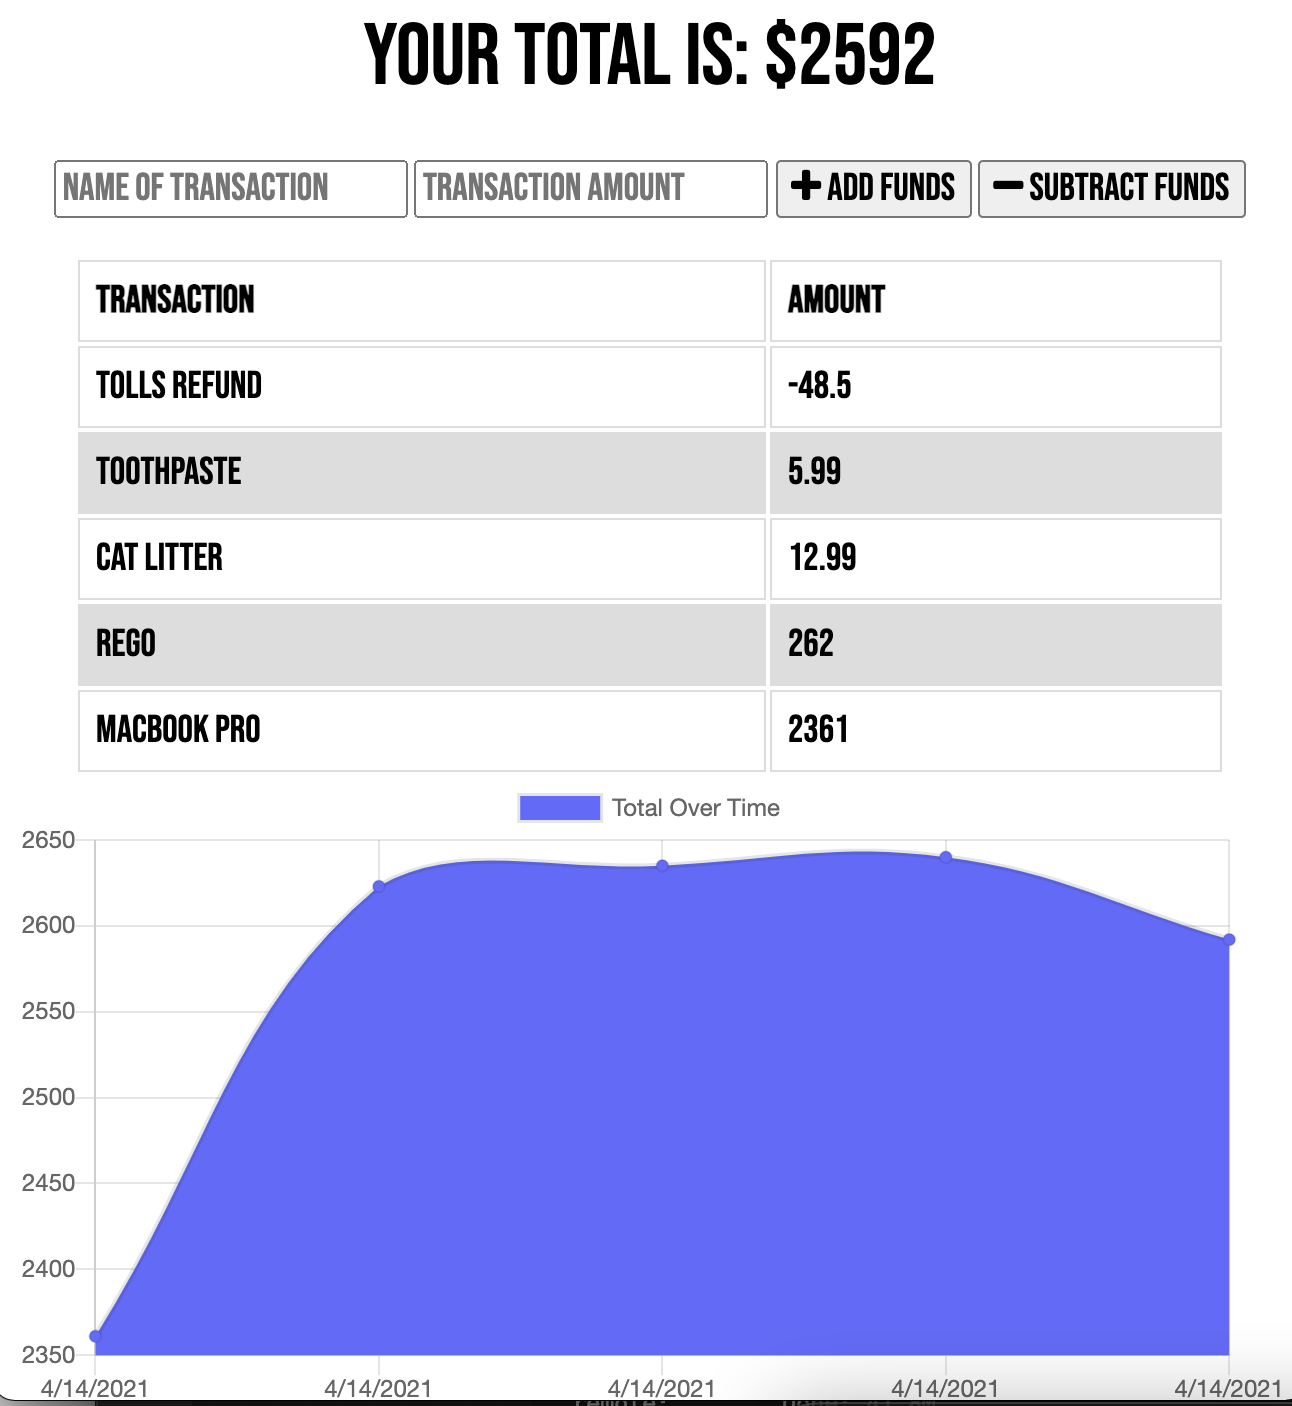 YOUR TOTAL IS: $2592
NAME OF TRANSACTION TRANSACTION AMOUNT + ADD FUNDS − SUBTRACT FUNDS
TRANSACTION AMOUNT
TOLLS REFUND -48.5
TOOTHPASTE 5.99
CAT LITTER 12.99
REGO 262
MACBOOK PRO 2361
Total Over Time
2650
2600
2550
2500
2450
2400
2350
4/14/2021 4/14/2021 4/14/2021 4/14/2021 4/14/2021